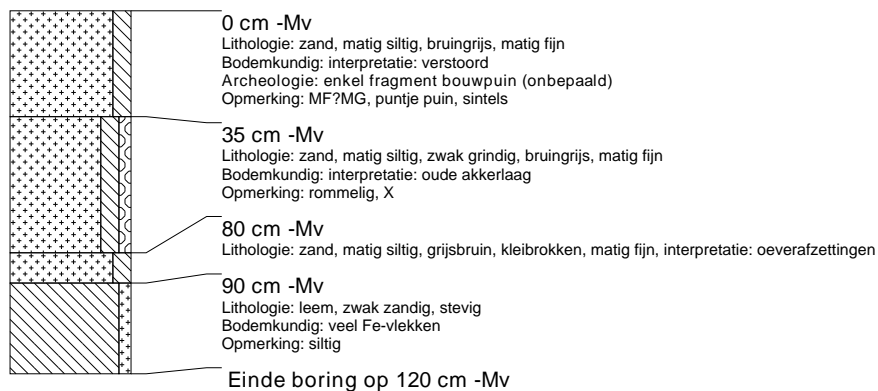 0 cm -Mv
Lithologie: zand, matig siltig, bruingrijs, matig fijn
Bodemkundig: interpretatie: verstoord
Archeologie: enkel fragment bouwpuin (onbepaald)
Opmerking: MF?MG, puntje puin, sintels
35 cm -Mv
Lithologie: zand, matig siltig, zwak grindig, bruingrijs, matig fijn
Bodemkundig: interpretatie: oude akkerlaag
Opmerking: rommelig, X
80 cm -Mv
Lithologie: zand, matig siltig, grijsbruin, kleibrokken, matig fijn, interpretatie: oeverafzettingen
90 cm -Mv
Lithologie: leem, zwak zandig, stevig
Bodemkundig: veel Fe-vlekken
Opmerking: siltig
Einde boring op 120 cm -Mv